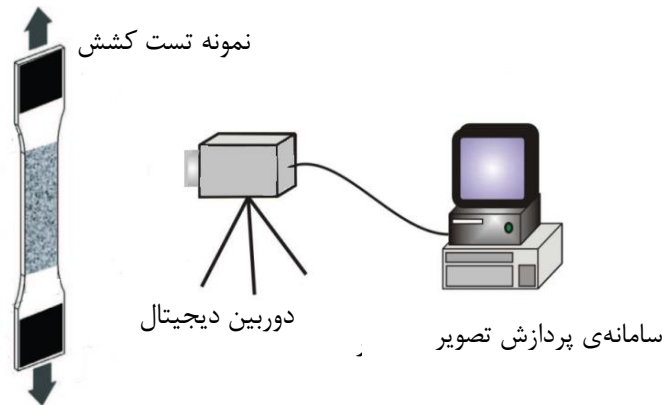 نمونه تست کشش
دوربین دیجیتال
سامانه‌ی پردازش تصویر